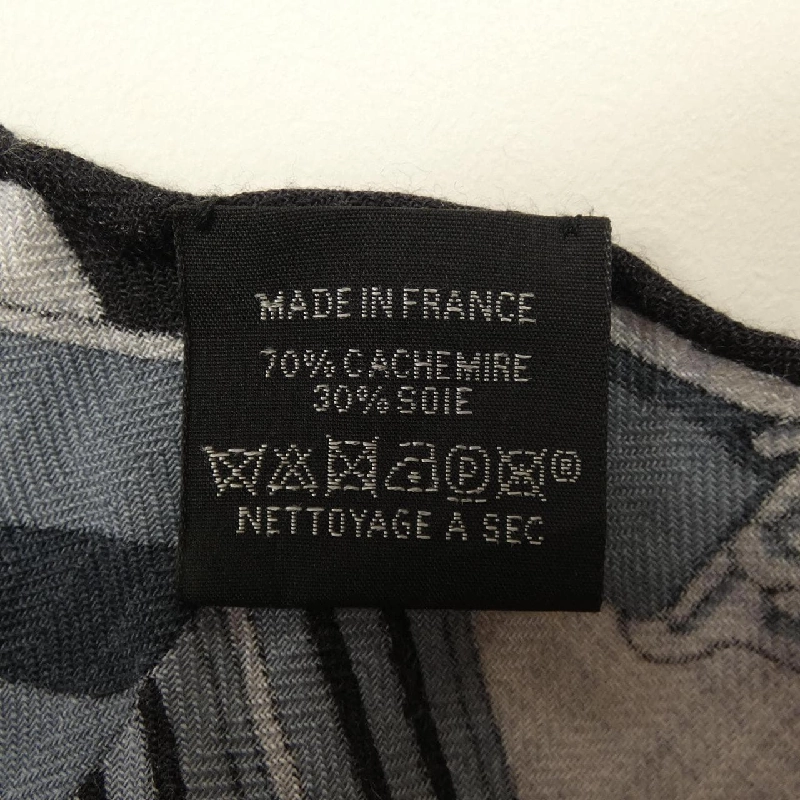 MADE IN FRANCE
70% CACHEMIRE
30% SOIE
P ®
NETTOYAGE A SEC